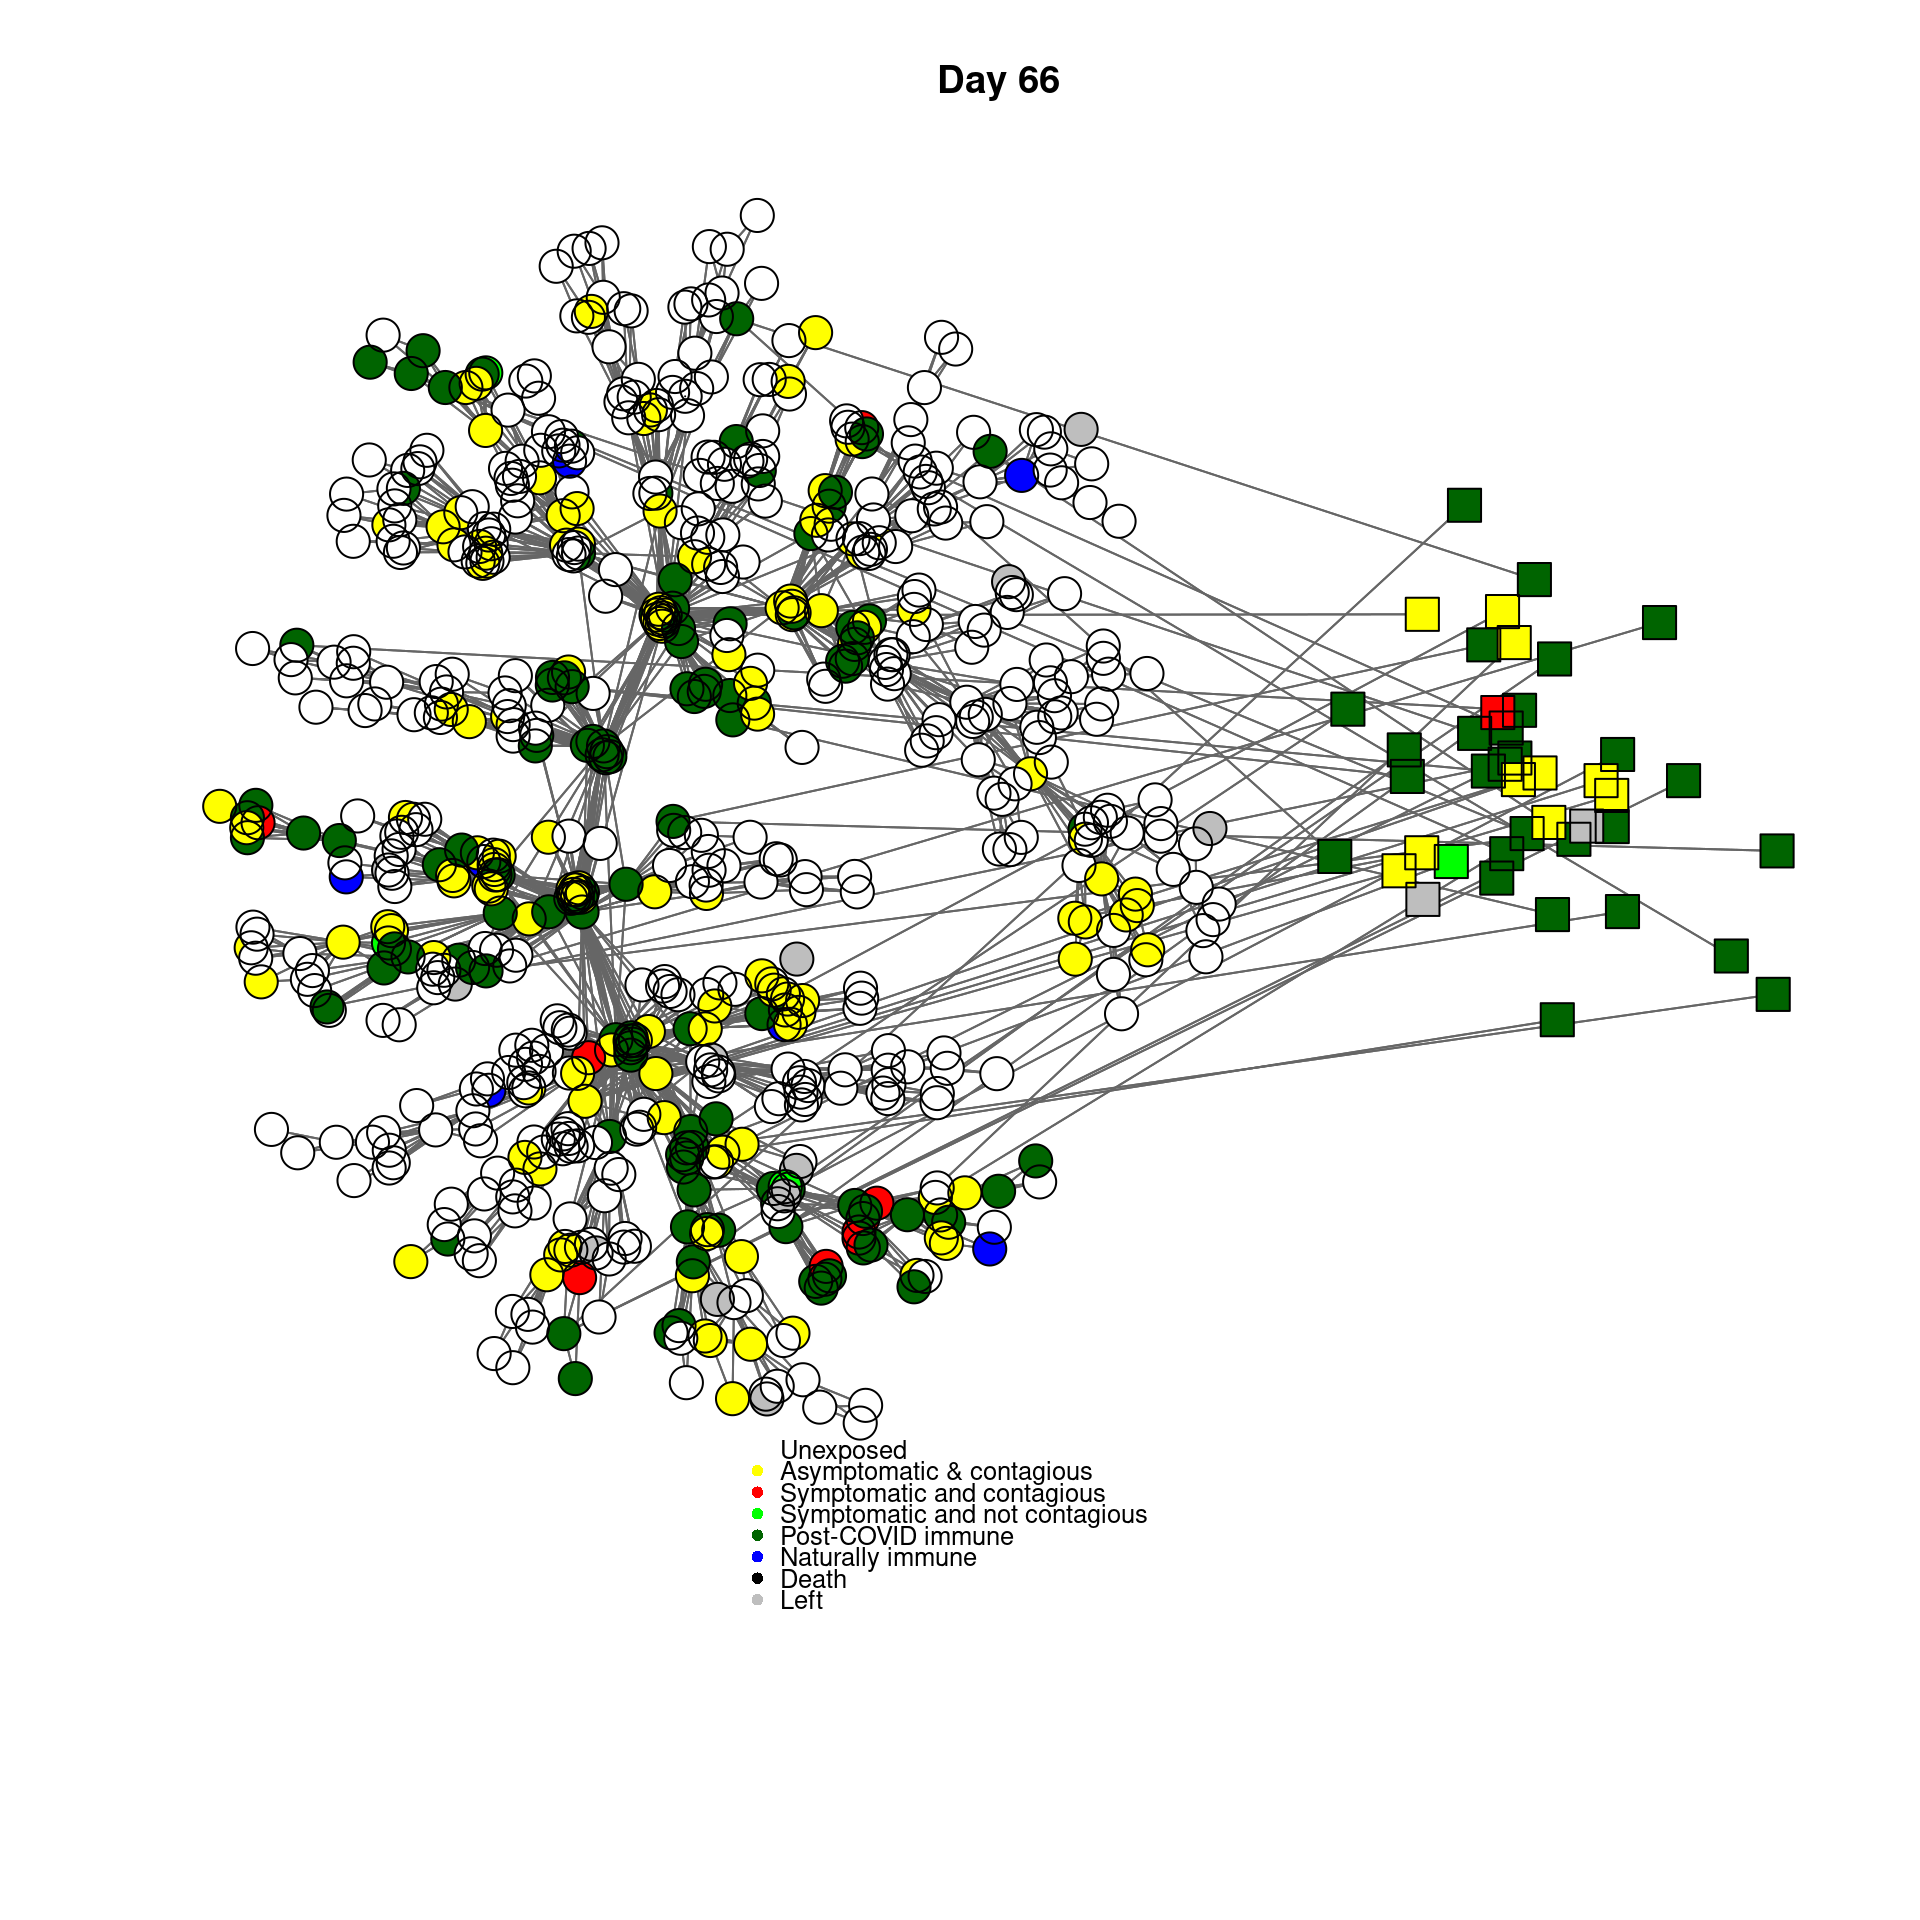 Day 66
Unexposed
Asymptomatic & contagious
Symptomatic and contagious
Symptomatic and not contagious
Post-COVID immune
Naturally immune
Death
Left